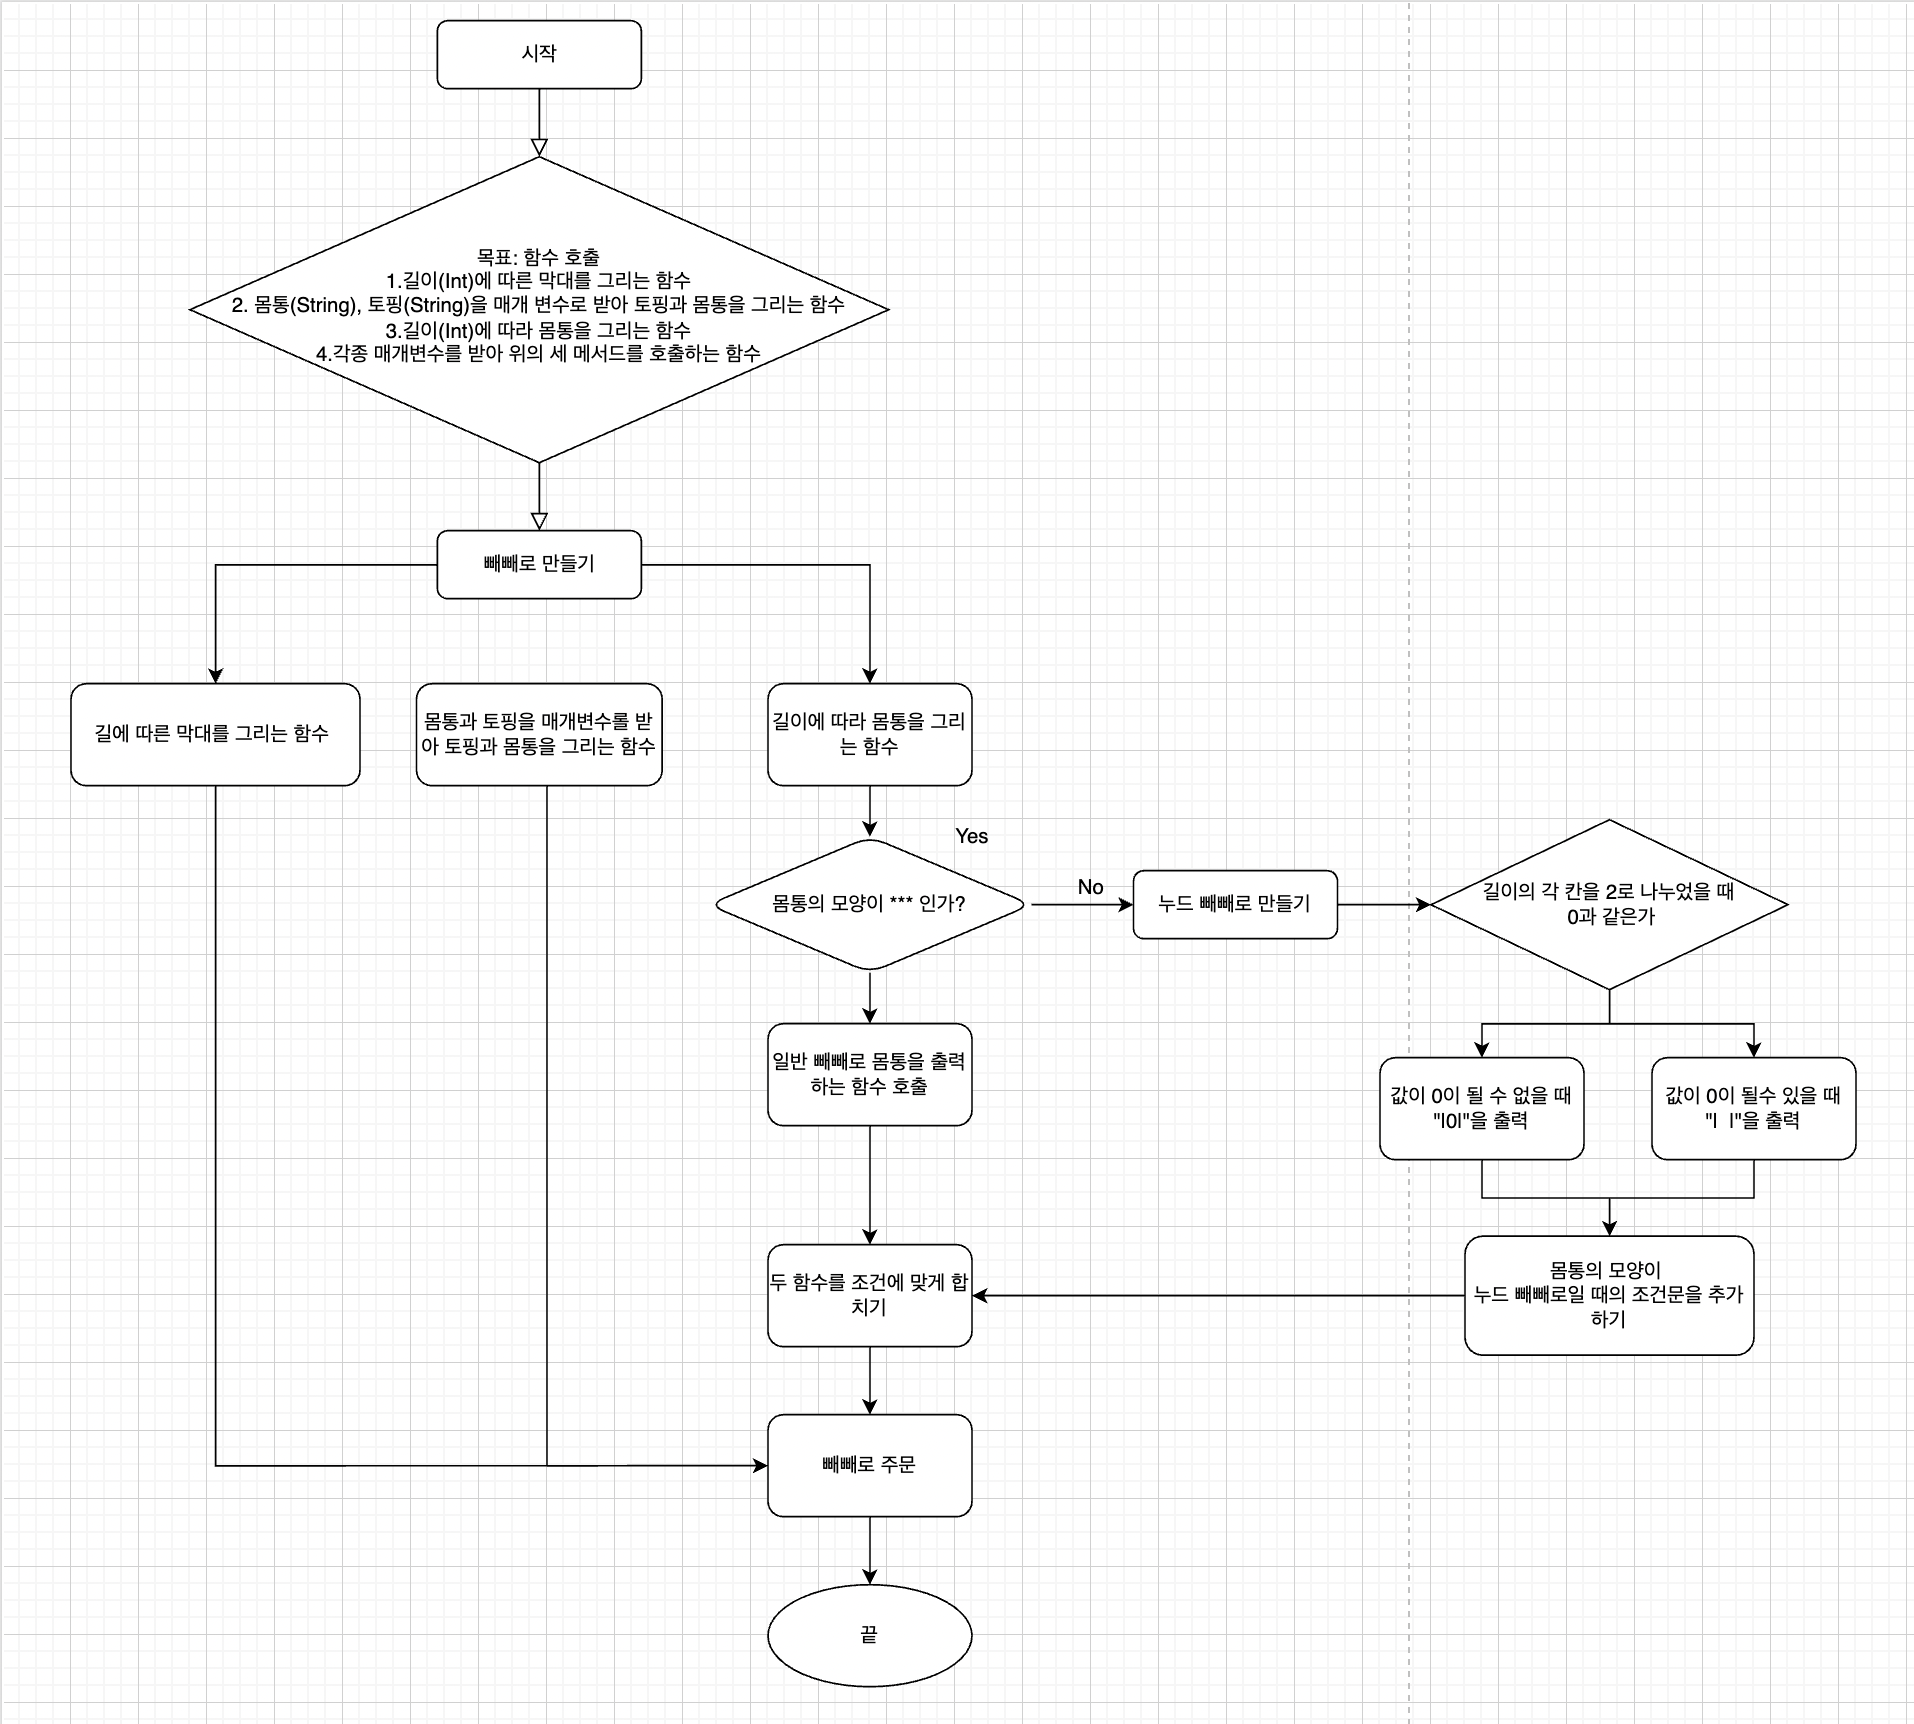 시작
목표: 함수 호출
1.길이(Int)에 따른 막대를 그리는 함수
2. 몸통(String), 토핑(String)을 매개 변수로 받아 토핑과 몸통을 그리는 함수
3.길이(Int)에 따라 몸통을 그리는 함수
4.각종 매개변수를 받아 위의 세 메서드를 호출하는 함수
빼빼로 만들기
길에 따른 막대를 그리는 함수
몸통과 토핑을 매개변수롤 받
아 토핑과 몸통을 그리는 함수
길이에 따라 몸통을 그리
는 함수
Yes
몸통의 모양이 *** 인가?
No
누드 빼빼로 만들기
길이의 각 칸을 2로 나누었을 때
0과 같은가
일반 빼빼로 몸통을 출력
하는 함수 호출
값이 0이 될 수 없을 때
"|0|"을 출력
값이 0이 될수 있을 때
"|  |"을 출력
두 함수를 조건에 맞게 합
치기
몸통의 모양이
누드 빼빼로일 때의 조건문을 추가
하기
빼빼로 주문
끝